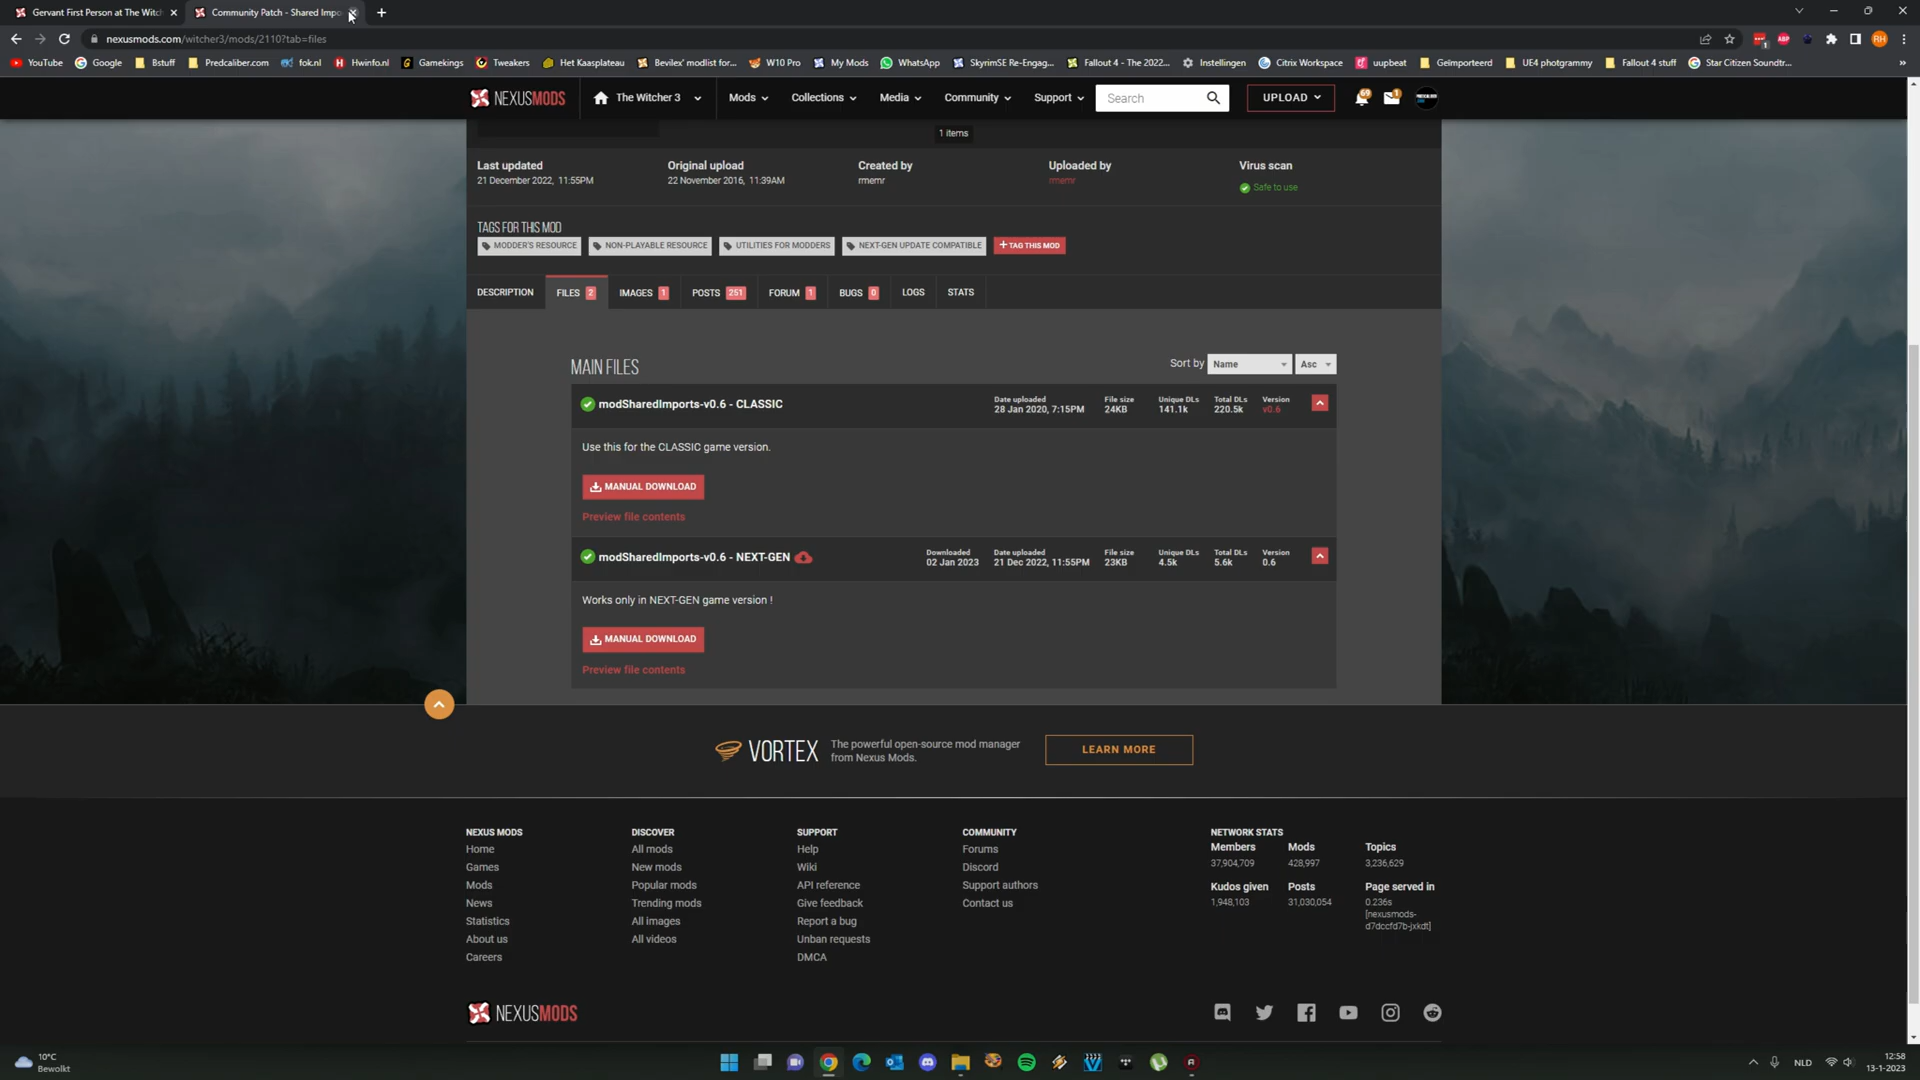 Gervant First Person at The Witch
Community Patch - Shared Impo
nexusmods.com/witcher3/mods/2110?tab=files
YouTube Google Bstuff Predcaliber.com fok.nl Hwinfo.nl Gamekings Tweakers Het Kaasplateau Bevilex' modlist for... W10 Pro My Mods WhatsApp SkyrimSE Re-Engag... Fallout 4 - The 2022... Instellingen Citrix Workspace uupbeat Geïmporteerd UE4 photgrammy Fallout 4 stuff Star Citizen Soundtr... »
NEXUSMODS The Witcher 3 Mods Collections Media Community Support Search UPLOAD 69 1
1 items
Last updated Original upload Created by Uploaded by Virus scan
21 December 2022, 11:55PM 22 November 2016, 11:39AM rmemr rmemr Safe to use
TAGS FOR THIS MOD
MODDER'S RESOURCE NON-PLAYABLE RESOURCE UTILITIES FOR MODDERS NEXT-GEN UPDATE COMPATIBLE + TAG THIS MOD
DESCRIPTION FILES 2 IMAGES 1 POSTS 251 FORUM 1 BUGS 0 LOGS STATS
MAIN FILES
Sort by Name Asc
modSharedImports-v0.6 - CLASSIC
Date uploaded File size Unique DLs Total DLs Version
28 Jan 2020, 7:15PM 24KB 141.1k 220.5k v0.6
Use this for the CLASSIC game version.
MANUAL DOWNLOAD
Preview file contents
modSharedImports-v0.6 - NEXT-GEN
Downloaded Date uploaded File size Unique DLs Total DLs Version
02 Jan 2023 21 Dec 2022, 11:55PM 23KB 4.5k 5.6k 0.6
Works only in NEXT-GEN game version !
MANUAL DOWNLOAD
Preview file contents
VORTEX
The powerful open-source mod manager
from Nexus Mods.
LEARN MORE
NEXUS MODS
Home
Games
Mods
News
Statistics
About us
Careers
DISCOVER
All mods
New mods
Popular mods
Trending mods
All images
All videos
SUPPORT
Help
Wiki
API reference
Give feedback
Report a bug
Unban requests
DMCA
COMMUNITY
Forums
Discord
Support authors
Contact us
NETWORK STATS
Members Mods Topics
37,904,709 428,997 3,236,629
Kudos given Posts Page served in
1,948,103 31,030,054 0.236s
[nexusmods-
d7dccfd7b-jxkdt]
NEXUSMODS
10°C
Bewolkt
NLD
12:58
13-1-2023